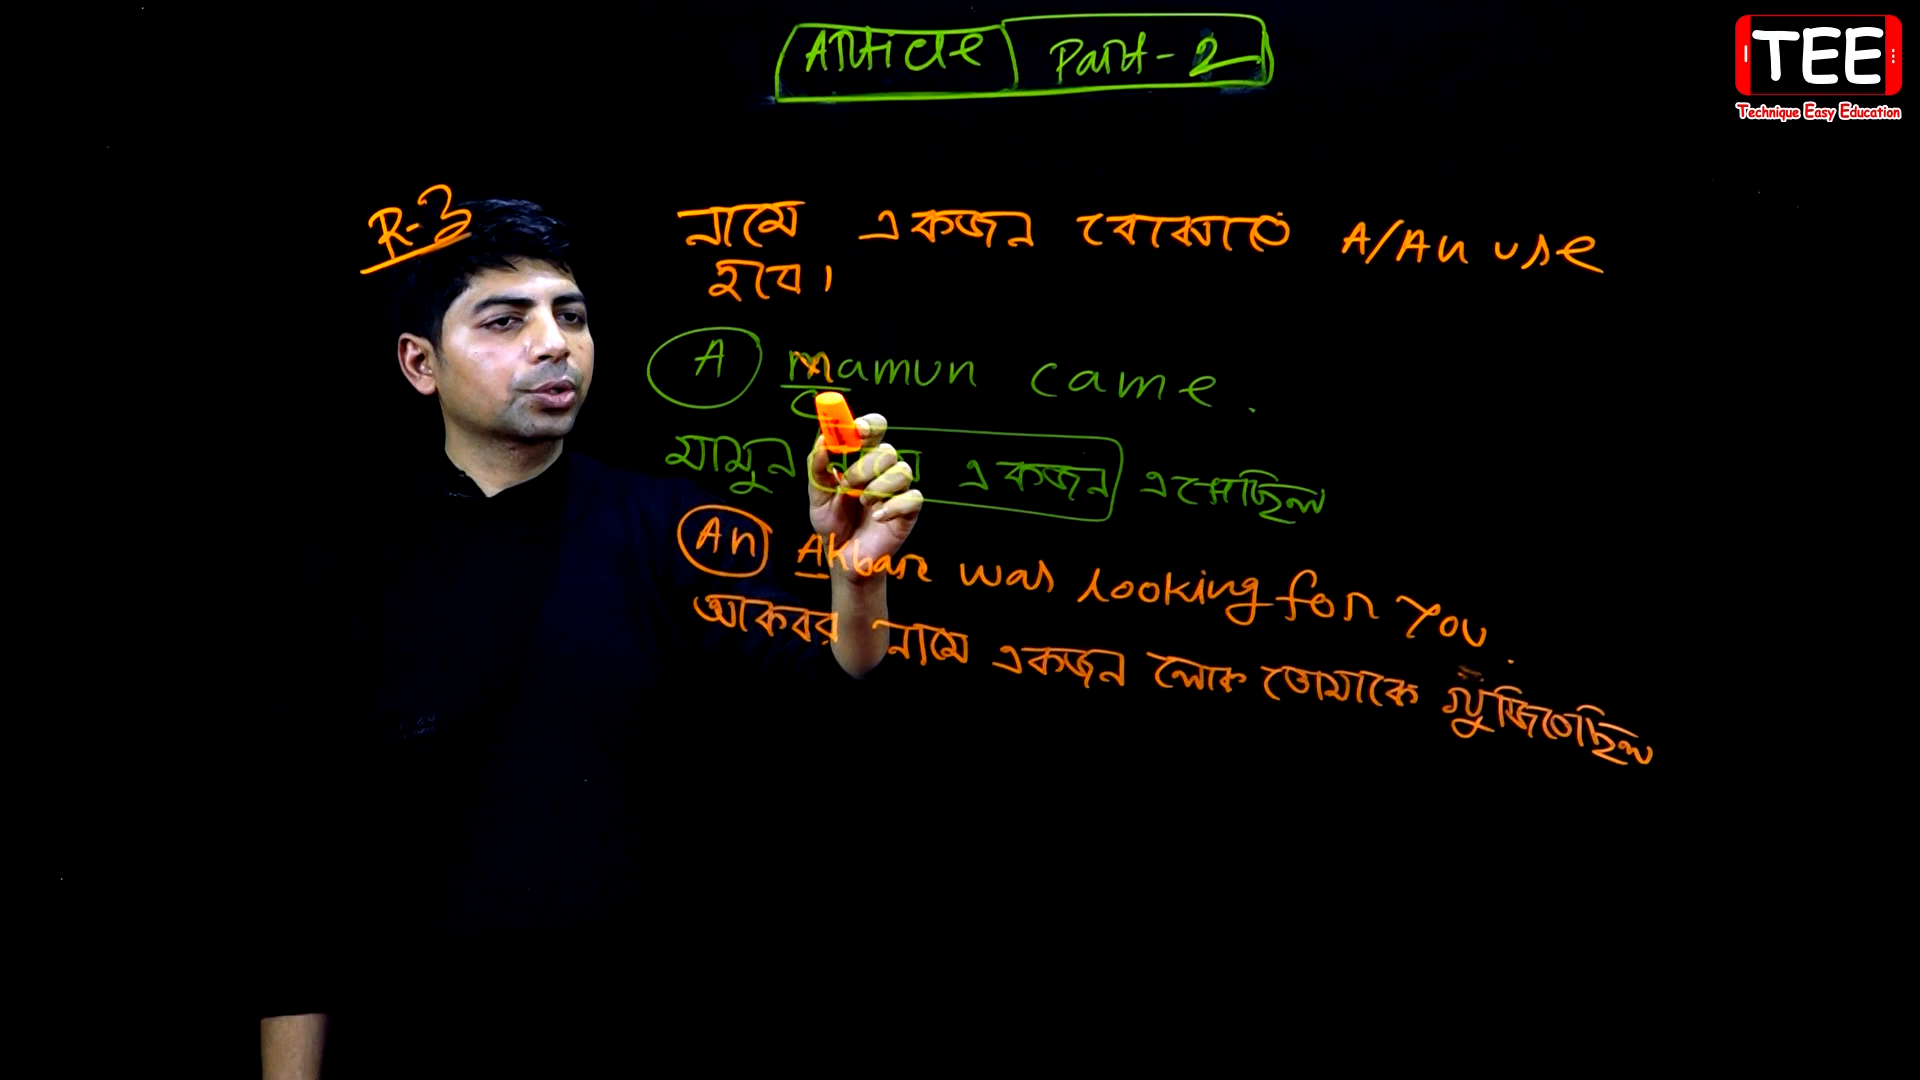 Article Part-2
TEE
Technique Easy Education
R-3
নামে একজন বোঝাতে A/An use
হবে।
A mamun came.
মামুন নামে একজন এসেছিল
An Akbar was looking for you.
আকবর নামে একজন লোক তোমাকে খুঁজিতেছিল